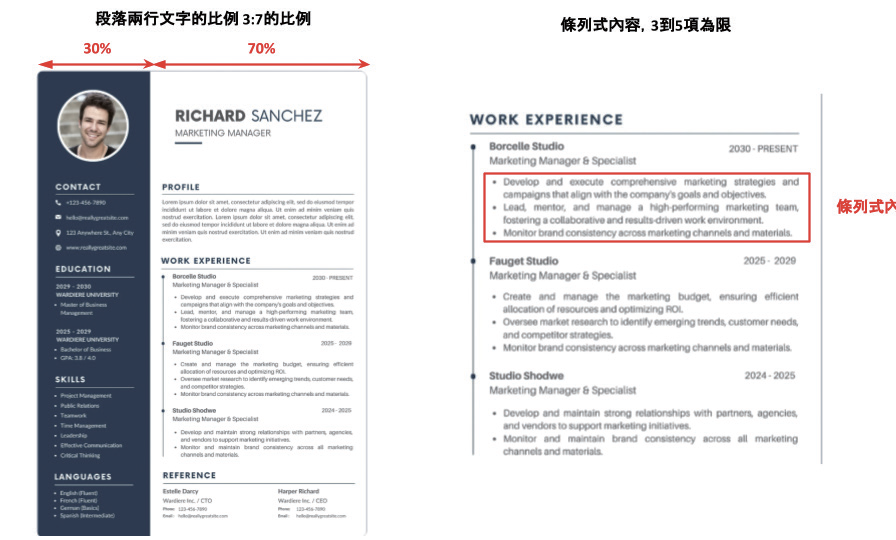 段落兩行文字的比例 3:7的比例
30%
70%
RICHARD SANCHEZ
MARKETING MANAGER
CONTACT
+123-456-7890
hello@reallygreatsite.com
123 Anywhere St., Any City
www.reallygreatsite.com
EDUCATION
2029 - 2030
WARDIERE UNIVERSITY
Master of Business
Management
2025 - 2029
WARDIERE UNIVERSITY
Bachelor of Business
GPA: 3.8 / 4.0
SKILLS
Project Management
Public Relations
Teamwork
Time Management
Leadership
Effective Communication
Critical Thinking
LANGUAGES
English (Fluent)
French (Fluent)
German (Basics)
Spanish (Intermediate)
PROFILE
Lorem ipsum dolor sit amet, consectetur adipiscing elit, sed do eiusmod tempor
incididunt ut labore et dolore magna aliqua. Ut enim ad minim veniam quis
nostrud exercitation. Lorem ipsum dolor sit amet, consectetur adipiscing elit,
sed do eiusmod tempor incididunt ut labore et dolore magna aliqua. Ut enim ad
minim veniam quis nostrud exercitation. Ut enim ad minim veniam quis nostrud
exercitation.
WORK EXPERIENCE
Borcelle Studio
2030 - PRESENT
Marketing Manager & Specialist
Develop and execute comprehensive marketing strategies and
campaigns that align with the company's goals and objectives.
Lead, mentor, and manage a high-performing marketing team,
fostering a collaborative and results-driven work environment.
Monitor brand consistency across marketing channels and materials.
Fauget Studio
2025 - 2029
Marketing Manager & Specialist
Create and manage the marketing budget, ensuring efficient
allocation of resources and optimizing ROI.
Oversee market research to identify emerging trends, customer needs,
and competitor strategies.
Monitor brand consistency across marketing channels and materials.
Studio Shodwe
2024 - 2025
Marketing Manager & Specialist
Develop and maintain strong relationships with partners, agencies,
and vendors to support marketing initiatives.
Monitor and maintain brand consistency across all marketing
channels and materials.
REFERENCE
Estelle Darcy
Wardiere Inc. / CTO
Phone: 123-456-7890
Email: hello@reallygreatsite.com
Harper Richard
Wardiere Inc. / CEO
Phone: 123-456-7890
Email: hello@reallygreatsite.com
條列式內容, 3到5項為限
WORK EXPERIENCE
Borcelle Studio
2030 - PRESENT
Marketing Manager & Specialist
Develop and execute comprehensive marketing strategies and
campaigns that align with the company's goals and objectives.
Lead, mentor, and manage a high-performing marketing team,
fostering a collaborative and results-driven work environment.
Monitor brand consistency across marketing channels and materials.
Fauget Studio
2025 - 2029
Marketing Manager & Specialist
Create and manage the marketing budget, ensuring efficient
allocation of resources and optimizing ROI.
Oversee market research to identify emerging trends, customer needs,
and competitor strategies.
Monitor brand consistency across marketing channels and materials.
Studio Shodwe
2024 - 2025
Marketing Manager & Specialist
Develop and maintain strong relationships with partners, agencies,
and vendors to support marketing initiatives.
Monitor and maintain brand consistency across all marketing
channels and materials.
條列式內